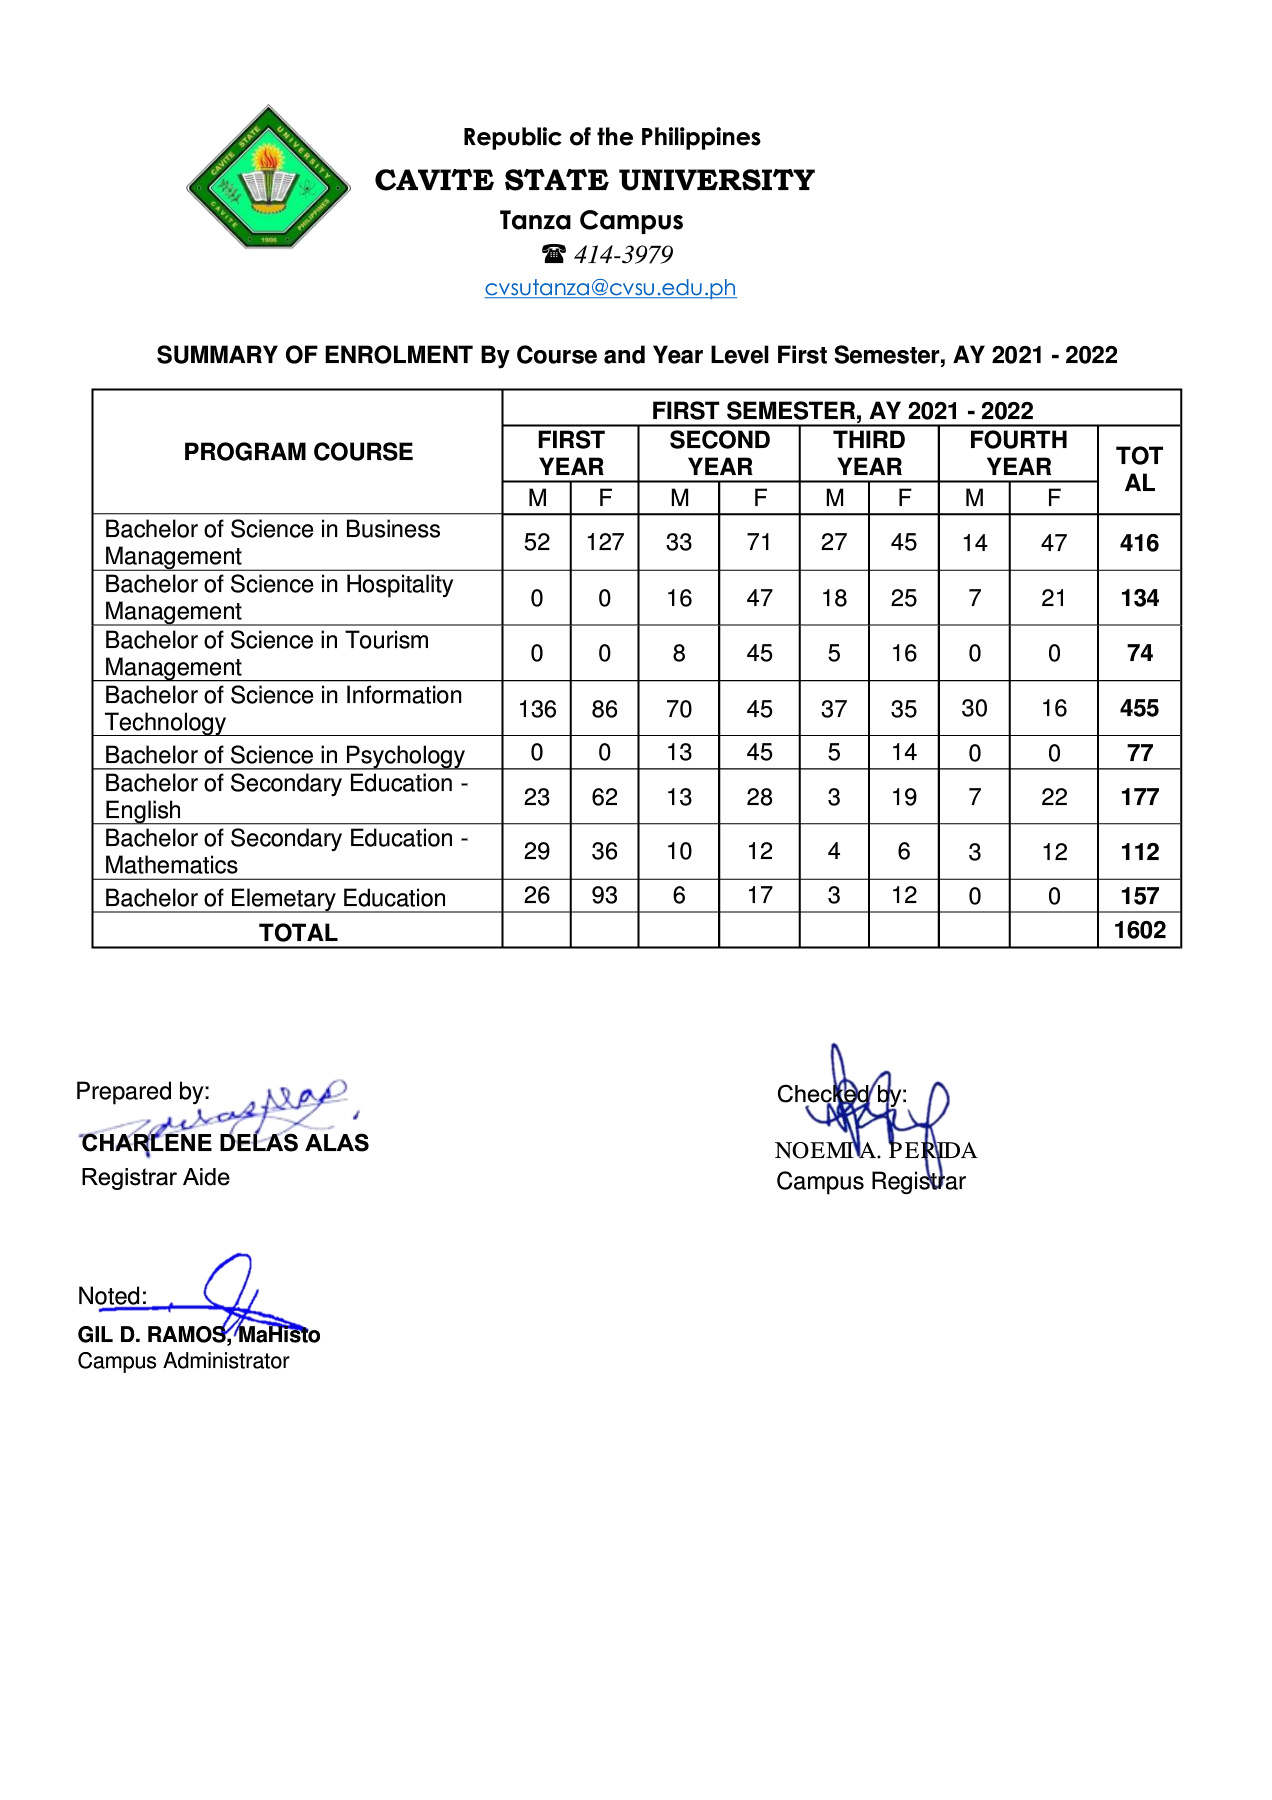 CAVITE STATE UNIVERSITY
CAVITE PHILIPPINES
1906
Republic of the Philippines
CAVITE STATE UNIVERSITY
Tanza Campus
☎ 414-3979
cvsutanza@cvsu.edu.ph
SUMMARY OF ENROLMENT By Course and Year Level First Semester, AY 2021 - 2022
PROGRAM COURSE
FIRST SEMESTER, AY 2021 - 2022
FIRST YEAR SECOND YEAR THIRD YEAR FOURTH YEAR TOT AL
M F M F M F M F
Bachelor of Science in Business
Management 52 127 33 71 27 45 14 47 416
Bachelor of Science in Hospitality
Management 0 0 16 47 18 25 7 21 134
Bachelor of Science in Tourism
Management 0 0 8 45 5 16 0 0 74
Bachelor of Science in Information
Technology 136 86 70 45 37 35 30 16 455
Bachelor of Science in Psychology 0 0 13 45 5 14 0 0 77
Bachelor of Secondary Education -
English 23 62 13 28 3 19 7 22 177
Bachelor of Secondary Education -
Mathematics 29 36 10 12 4 6 3 12 112
Bachelor of Elemetary Education 26 93 6 17 3 12 0 0 157
TOTAL 1602
Prepared by:
CHARLENE DELAS ALAS
Registrar Aide
Checked by:
NOEMI A. PERIDA
Campus Registrar
Noted:
GIL D. RAMOS, MaHisto
Campus Administrator